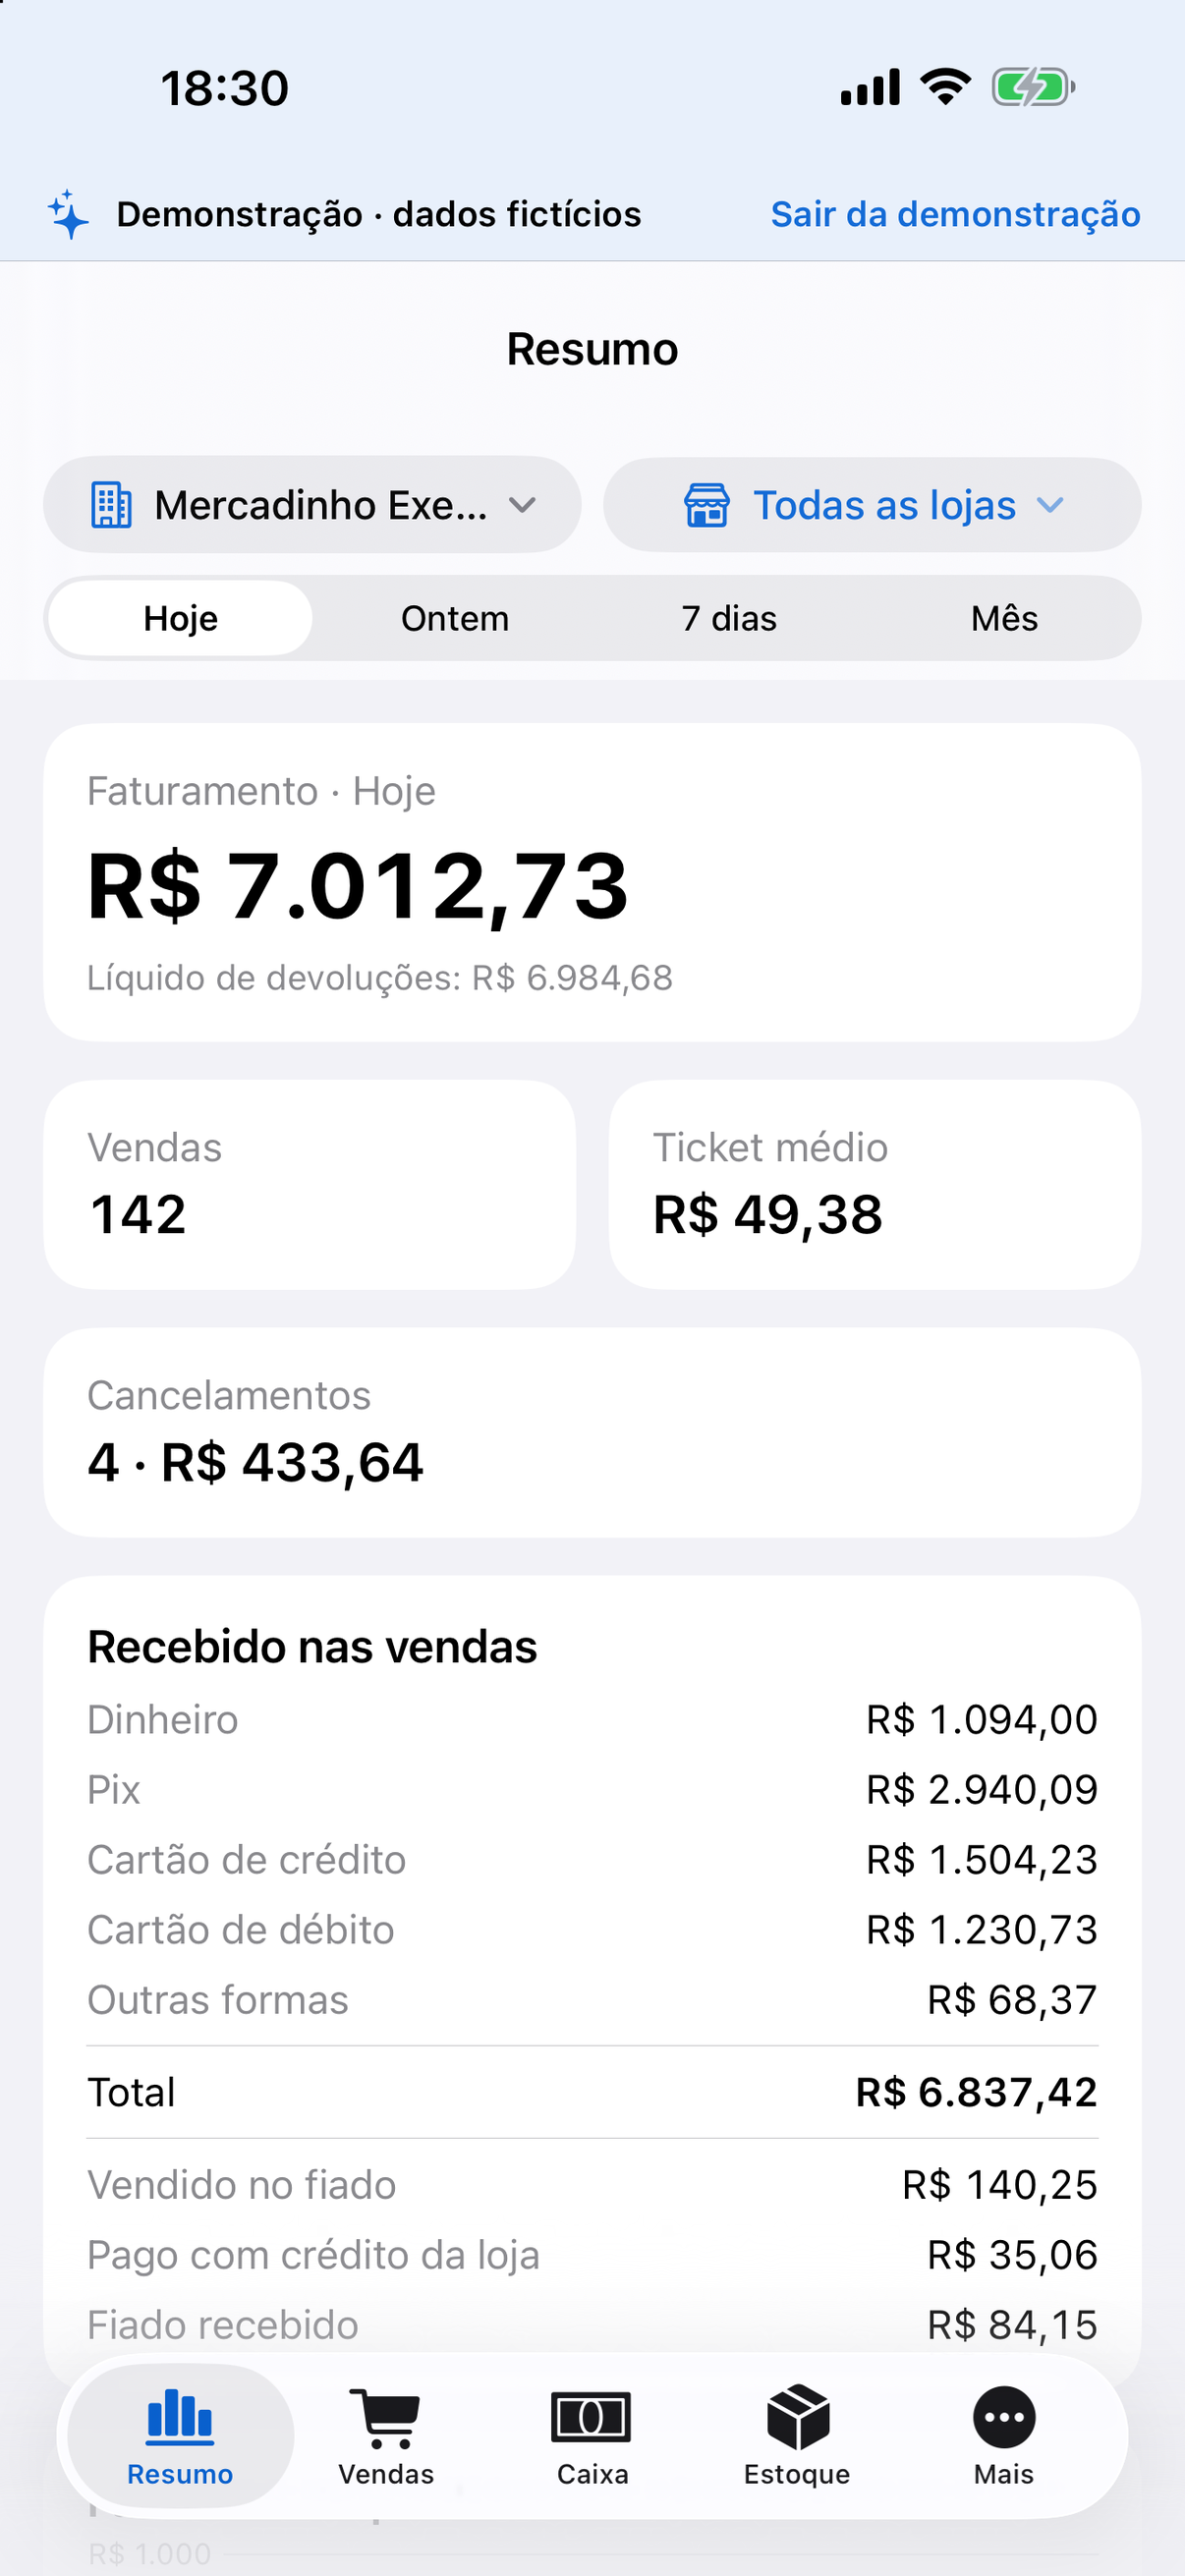 18:30
Demonstração · dados fictícios
Sair da demonstração
Resumo
Mercadinho Exe...
Todas as lojas
Hoje
Ontem
7 dias
Mês
Faturamento · Hoje
R$ 7.012,73
Líquido de devoluções: R$ 6.984,68
Vendas
142
Ticket médio
R$ 49,38
Cancelamentos
4 · R$ 433,64
Recebido nas vendas
Dinheiro R$ 1.094,00
Pix R$ 2.940,09
Cartão de crédito R$ 1.504,23
Cartão de débito R$ 1.230,73
Outras formas R$ 68,37
Total R$ 6.837,42
Vendido no fiado R$ 140,25
Pago com crédito da loja R$ 35,06
Fiado recebido R$ 84,15
Resumo
Vendas
Caixa
Estoque
Mais
R$ 1.000